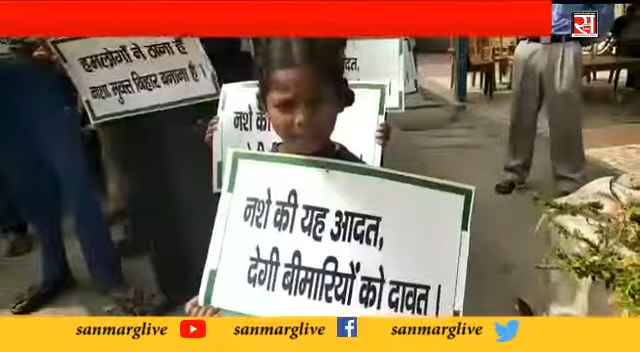 हमलोगों ने ठाना है
नशा मुक्त बिहार बनाना है।
नशे की यह आदत,
देगी बीमारियों को दावत।
sanmarglive sanmarglive sanmarglive